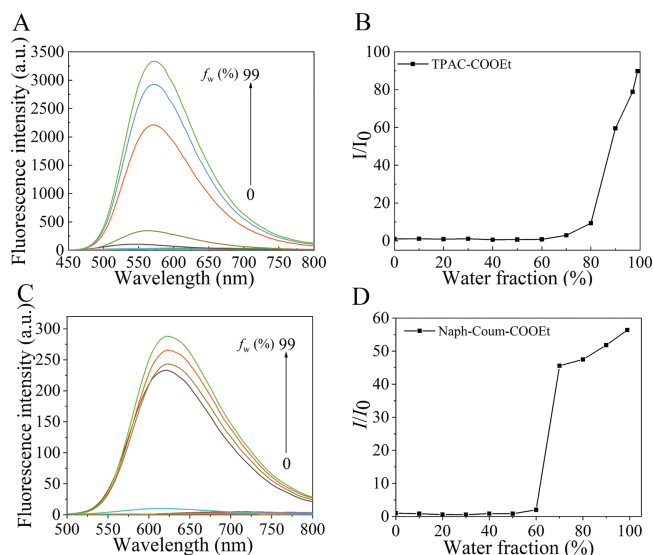 A
Fluorescence intensity (a.u.)
3500
3000
2500
2000
1500
1000
500
0
fw (%) 99
0
450 500 550 600 650 700 750 800
Wavelength (nm)
B
I/I0
100
80
60
40
20
0
TPAC-COOEt
0 20 40 60 80 100
Water fraction (%)
C
Fluorescence intensity (a.u.)
300
250
200
150
100
50
0
fw (%) 99
0
500 550 600 650 700 750 800
Wavelength (nm)
D
I/I0
60
50
40
30
20
10
0
Naph-Coum-COOEt
0 20 40 60 80 100
Water fraction (%)